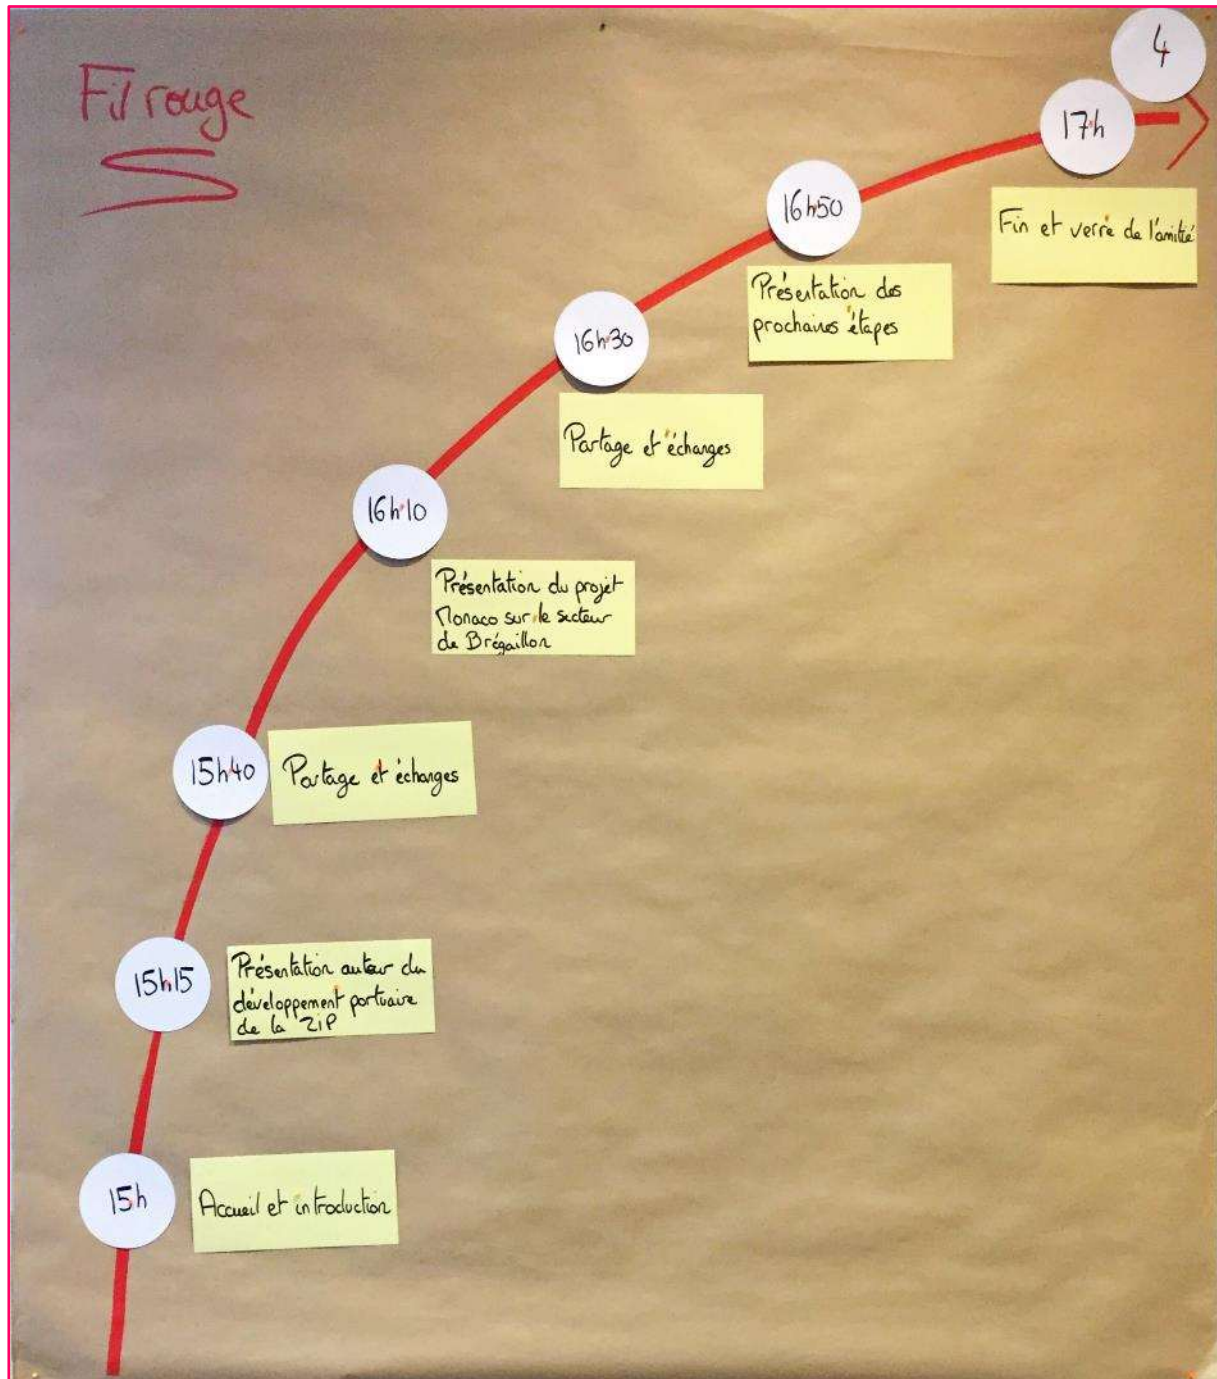 Fil rouge
4
17h
Fin et verre de l'amitié
16h50
Présentation des
prochaines étapes
16h30
Partage et échanges
16h10
Présentation du projet
Monaco sur le secteur
de Brégaillon
15h40
Partage et échanges
15h15
Présentation autour du
développement portuaire
de la ZIP
15h
Accueil et introduction